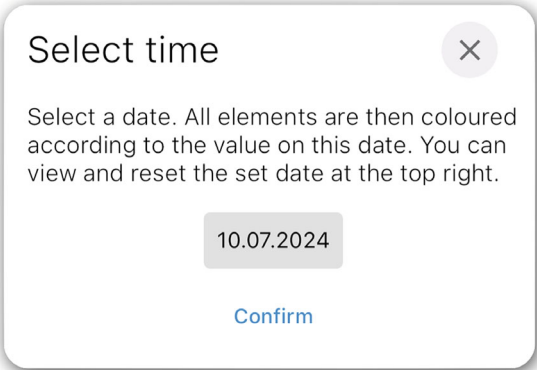 Select time
Select a date. All elements are then coloured
according to the value on this date. You can
view and reset the set date at the top right.
10.07.2024
Confirm